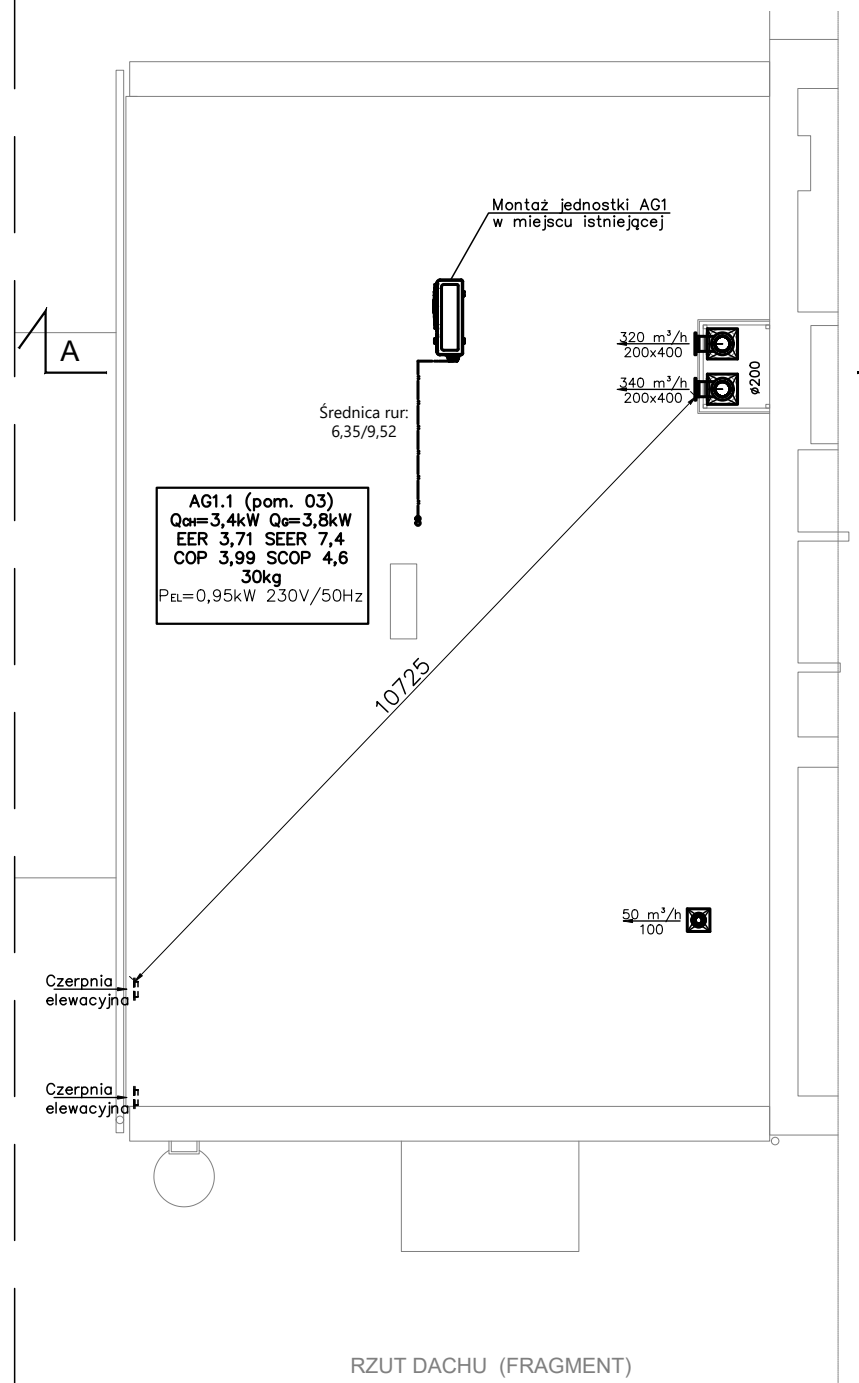 Montaż jednostki AG1
w miejscu istniejącej
A
320 m³/h
200x400
340 m³/h
200x400
ø200
Średnica rur:
6,35/9,52
AG1.1 (pom. 03)
QCH=3,4kW QG=3,8kW
EER 3,71 SEER 7,4
COP 3,99 SCOP 4,6
30kg
PEL=0,95kW 230V/50Hz
10725
50 m³/h
100
Czerpnia
elewacyjna
Czerpnia
elewacyjna
RZUT DACHU (FRAGMENT)